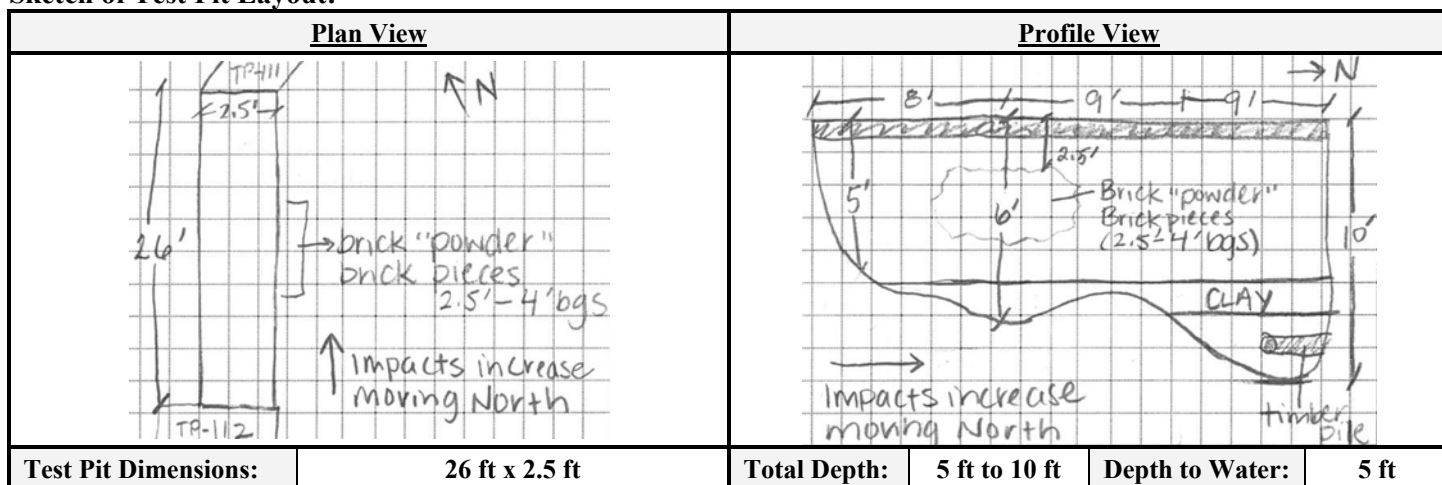 Sketch of Test Pit Layout:
Plan View
Profile View
TP-111
2.5'
N
26'
brick "powder"
brick pieces
2.5'-4'bgs
Impacts increase
moving North
TP-112
N
8'
9'
9'
2.5'
5'
6'
Brick "powder"
Brick pieces
(2.5'-4'bgs)
10'
CLAY
Impacts increase
moving North
timber
pile
Test Pit Dimensions:
26 ft x 2.5 ft
Total Depth:
5 ft to 10 ft
Depth to Water:
5 ft